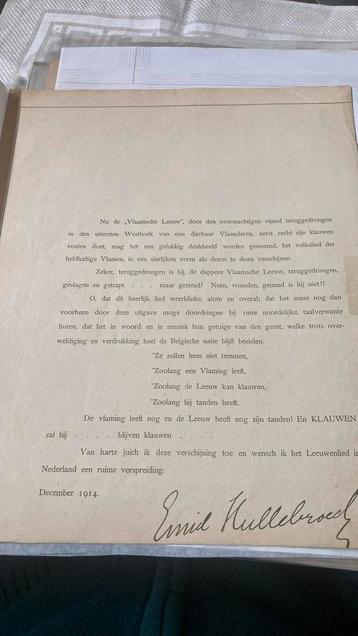 Nu de „Vlaamsche Leeuw", door den overmachtigen vijand teruggedrongen
in den uitersten Westhoek van ons dierbaar Vlaanderen, eerst recht zijn klauwen
voelen doet, mag het een gelukkig denkbeeld worden genoemd, het volkslied der
heldhaftige Vlamen, in een sierlijken vorm als dezen te doen verschijnen.
Zeker, teruggedrongen is hij, de dappere Vlaamsche Leeuw, teruggedrongen,
geslagen en getrapt . . . maar getemd? Neen, vrienden, getemd is hij niet!!
O, dat dit heerlijk lied weerklinke, alom en overal; dat het meer nog dan
voorheen door deze uitgave moge doordringen bij onze noordelijke, taalverwante
buren, dat het in woord en in muziek hun getuige van den geest, welke trots over-
weldiging en verdrukking heel de Belgische natie blijft bezielen.
"Ze zullen hem niet temmen,
"Zoolang een Vlaming leeft,
"Zoolang de Leeuw kan klauwen,
"Zoolang hij tanden heeft.
De vlaming leeft nog en de Leeuw heeft nog zijn tanden! En KLAUWEN
zal hij . . . . blijven klauwen . . . .
Van harte juich ik deze verschijning toe en wensch ik het Leeuwenlied in
Nederland een ruime verspreiding.
December 1914.
Emiel Hullebroeck